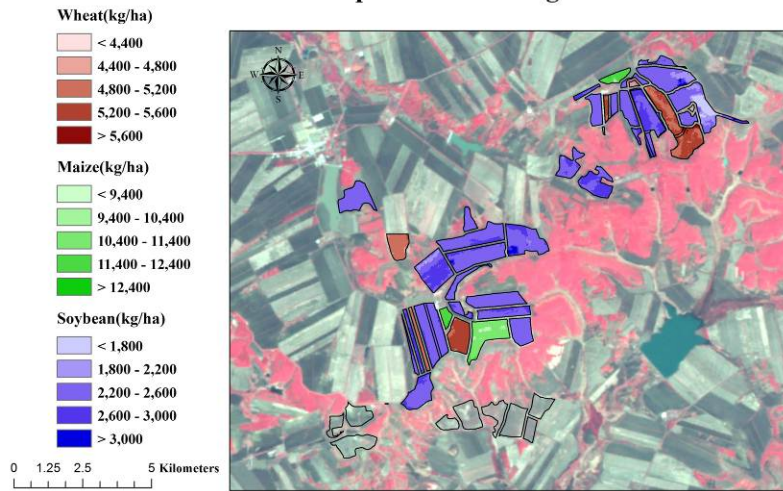 Wheat(kg/ha)
< 4,400
4,400 - 4,800
4,800 - 5,200
5,200 - 5,600
> 5,600
Maize(kg/ha)
< 9,400
9,400 - 10,400
10,400 - 11,400
11,400 - 12,400
> 12,400
Soybean(kg/ha)
< 1,800
1,800 - 2,200
2,200 - 2,600
2,600 - 3,000
> 3,000
0 1.25 2.5 5 Kilometers
N
W E
S